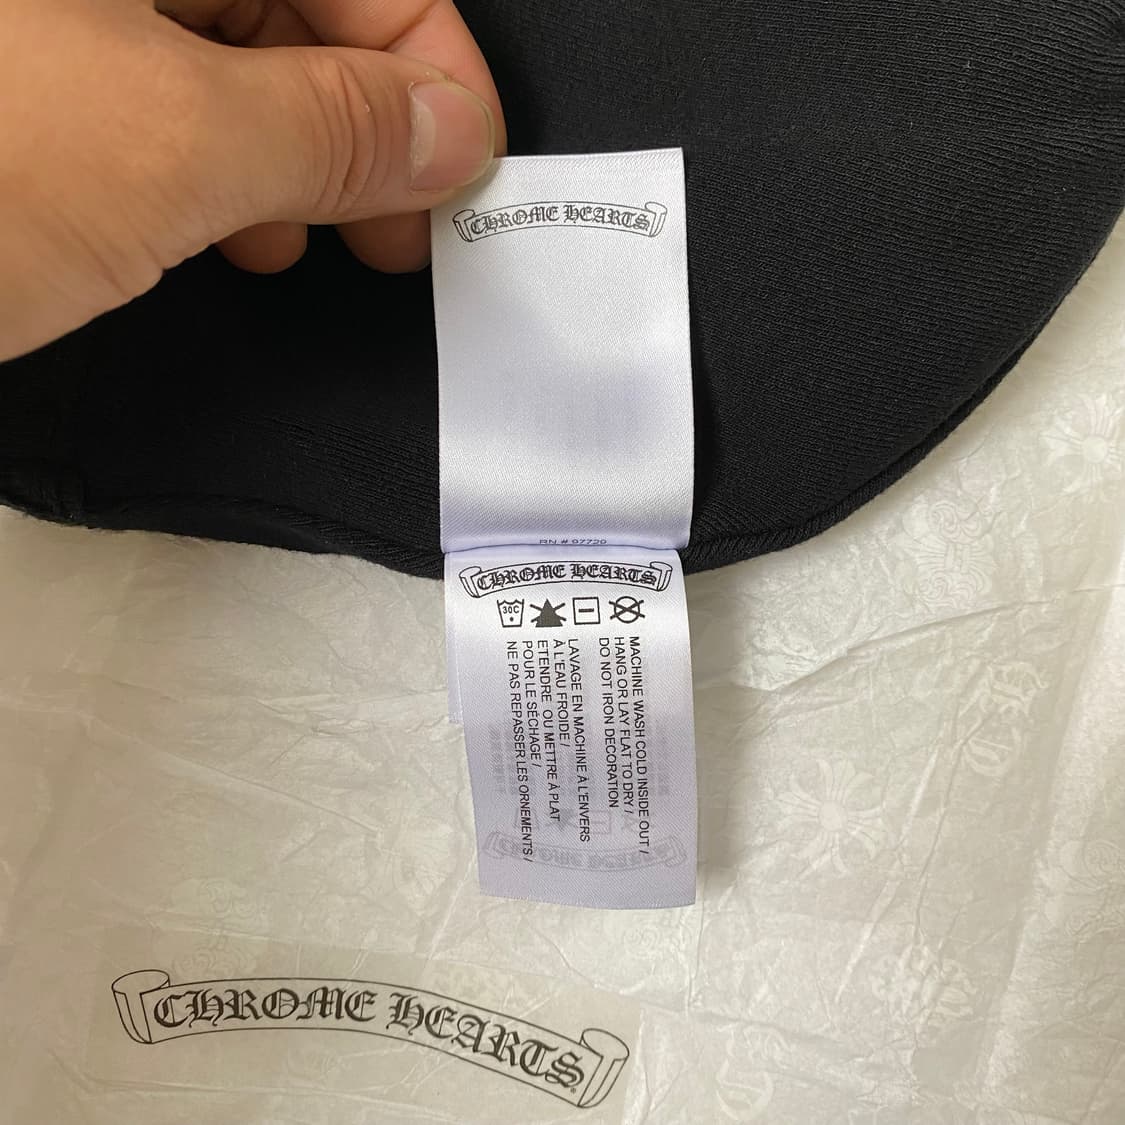 CHROME HEARTS
RN # 97729
CHROME HEARTS
30C
MACHINE WASH COLD INSIDE OUT /
HANG OR LAY FLAT TO DRY /
DO NOT IRON DECORATION
LAVAGE EN MACHINE À L'ENVERS
À L'EAU FROIDE /
ETENDRE OU METTRE À PLAT
POUR LE SÉCHAGE /
NE PAS REPASSER LES ORNEMENTS /
CHROME HEARTS